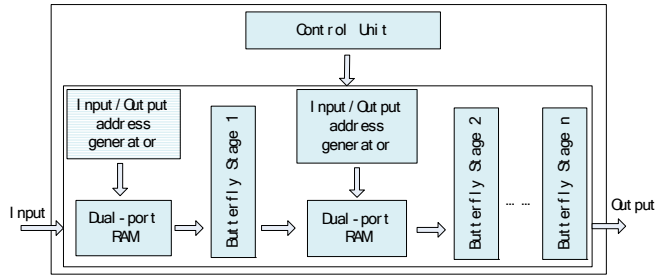 Control Unit
Input/Output
address
generator
Input/Output
address
generator
Butterfly Stage 1
Butterfly Stage 2
Butterfly Stage n
Input
Dual-port
RAM
Dual-port
RAM
... ...
Output